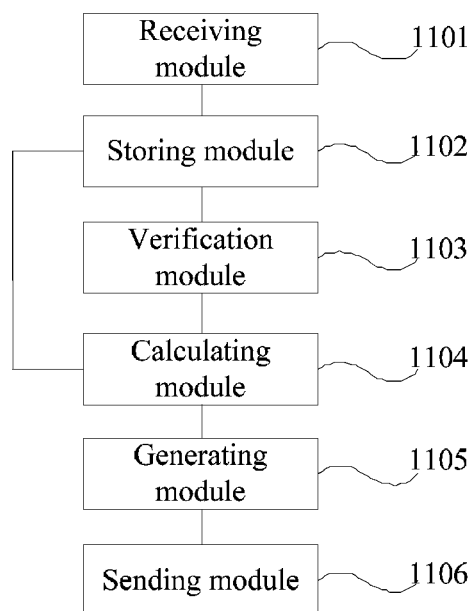 Receiving
module
1101
Storing module
1102
Verification
module
1103
Calculating
module
1104
Generating
module
1105
Sending module
1106